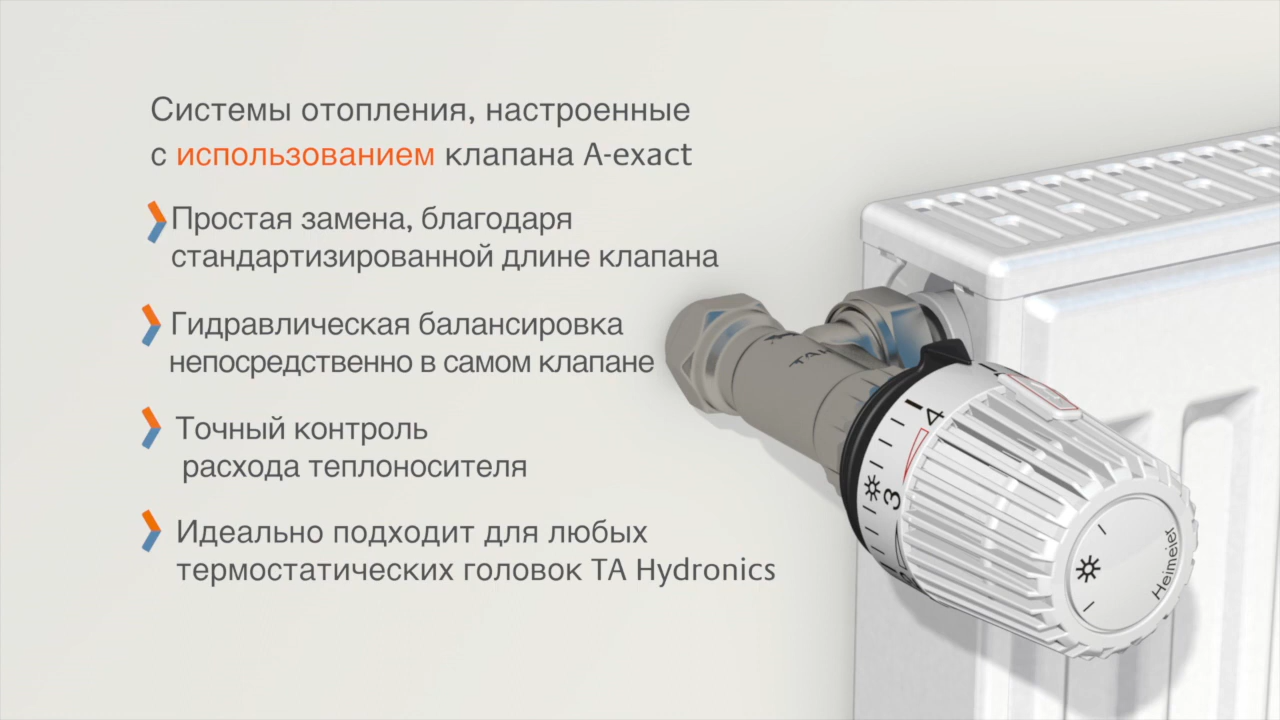 Системы отопления, настроенные
с использованием клапана A-exact
Простая замена, благодаря
стандартизированной длине клапана
Гидравлическая балансировка
непосредственно в самом клапане
Точный контроль
расхода теплоносителя
Идеально подходит для любых
термостатических головок TA Hydronics
TA
4
3
Heimeier